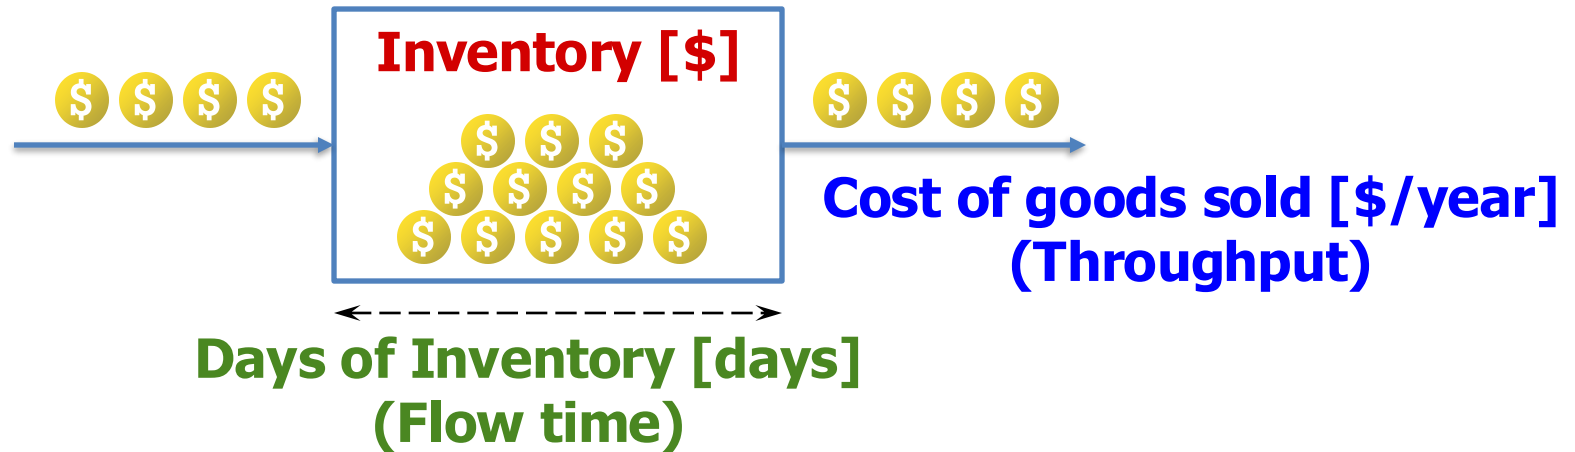 Inventory [$]
$ $ $ $
$ $ $ $
$ $ $
$ $ $ $
$ $ $ $ $
Cost of goods sold [$/year]
(Throughput)
Days of Inventory [days]
(Flow time)